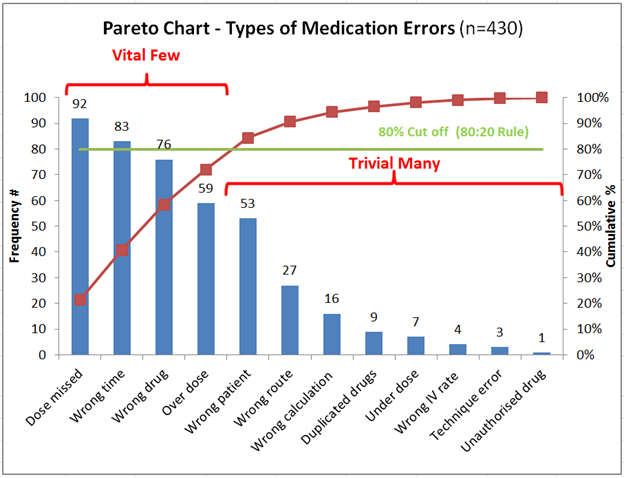 Pareto Chart - Types of Medication Errors (n=430)
Vital Few
100
90
80
70
60
50
40
30
20
10
0
Frequency #
92
83
76
59
53
27
16
9
7
4
3
1
80% Cut off (80:20 Rule)
Trivial Many
100%
90%
80%
70%
60%
50%
40%
30%
20%
10%
0%
Cumulative %
Dose missed
Wrong time
Wrong drug
Over dose
Wrong patient
Wrong route
Wrong calculation
Duplicated drugs
Under dose
Wrong IV rate
Technique error
Unauthorised drug